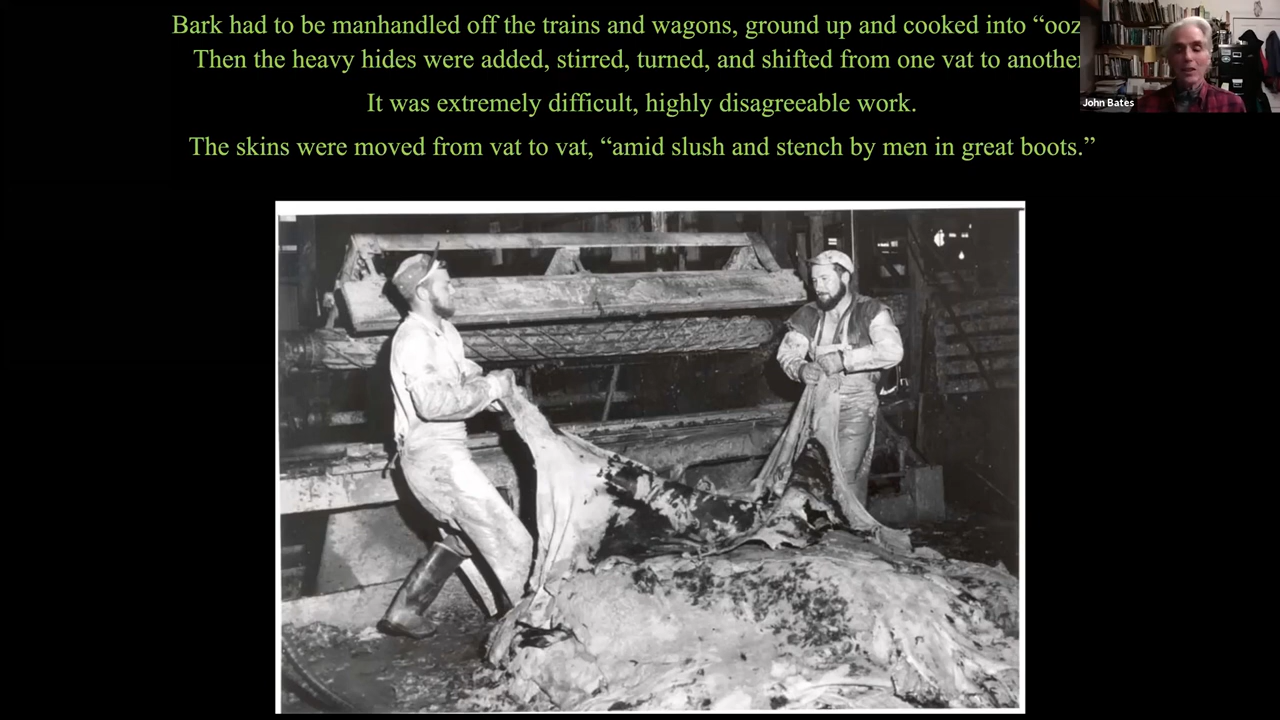 Bark had to be manhandled off the trains and wagons, ground up and cooked into “ooz
Then the heavy hides were added, stirred, turned, and shifted from one vat to another
It was extremely difficult, highly disagreeable work.
The skins were moved from vat to vat, “amid slush and stench by men in great boots.”
John Bates